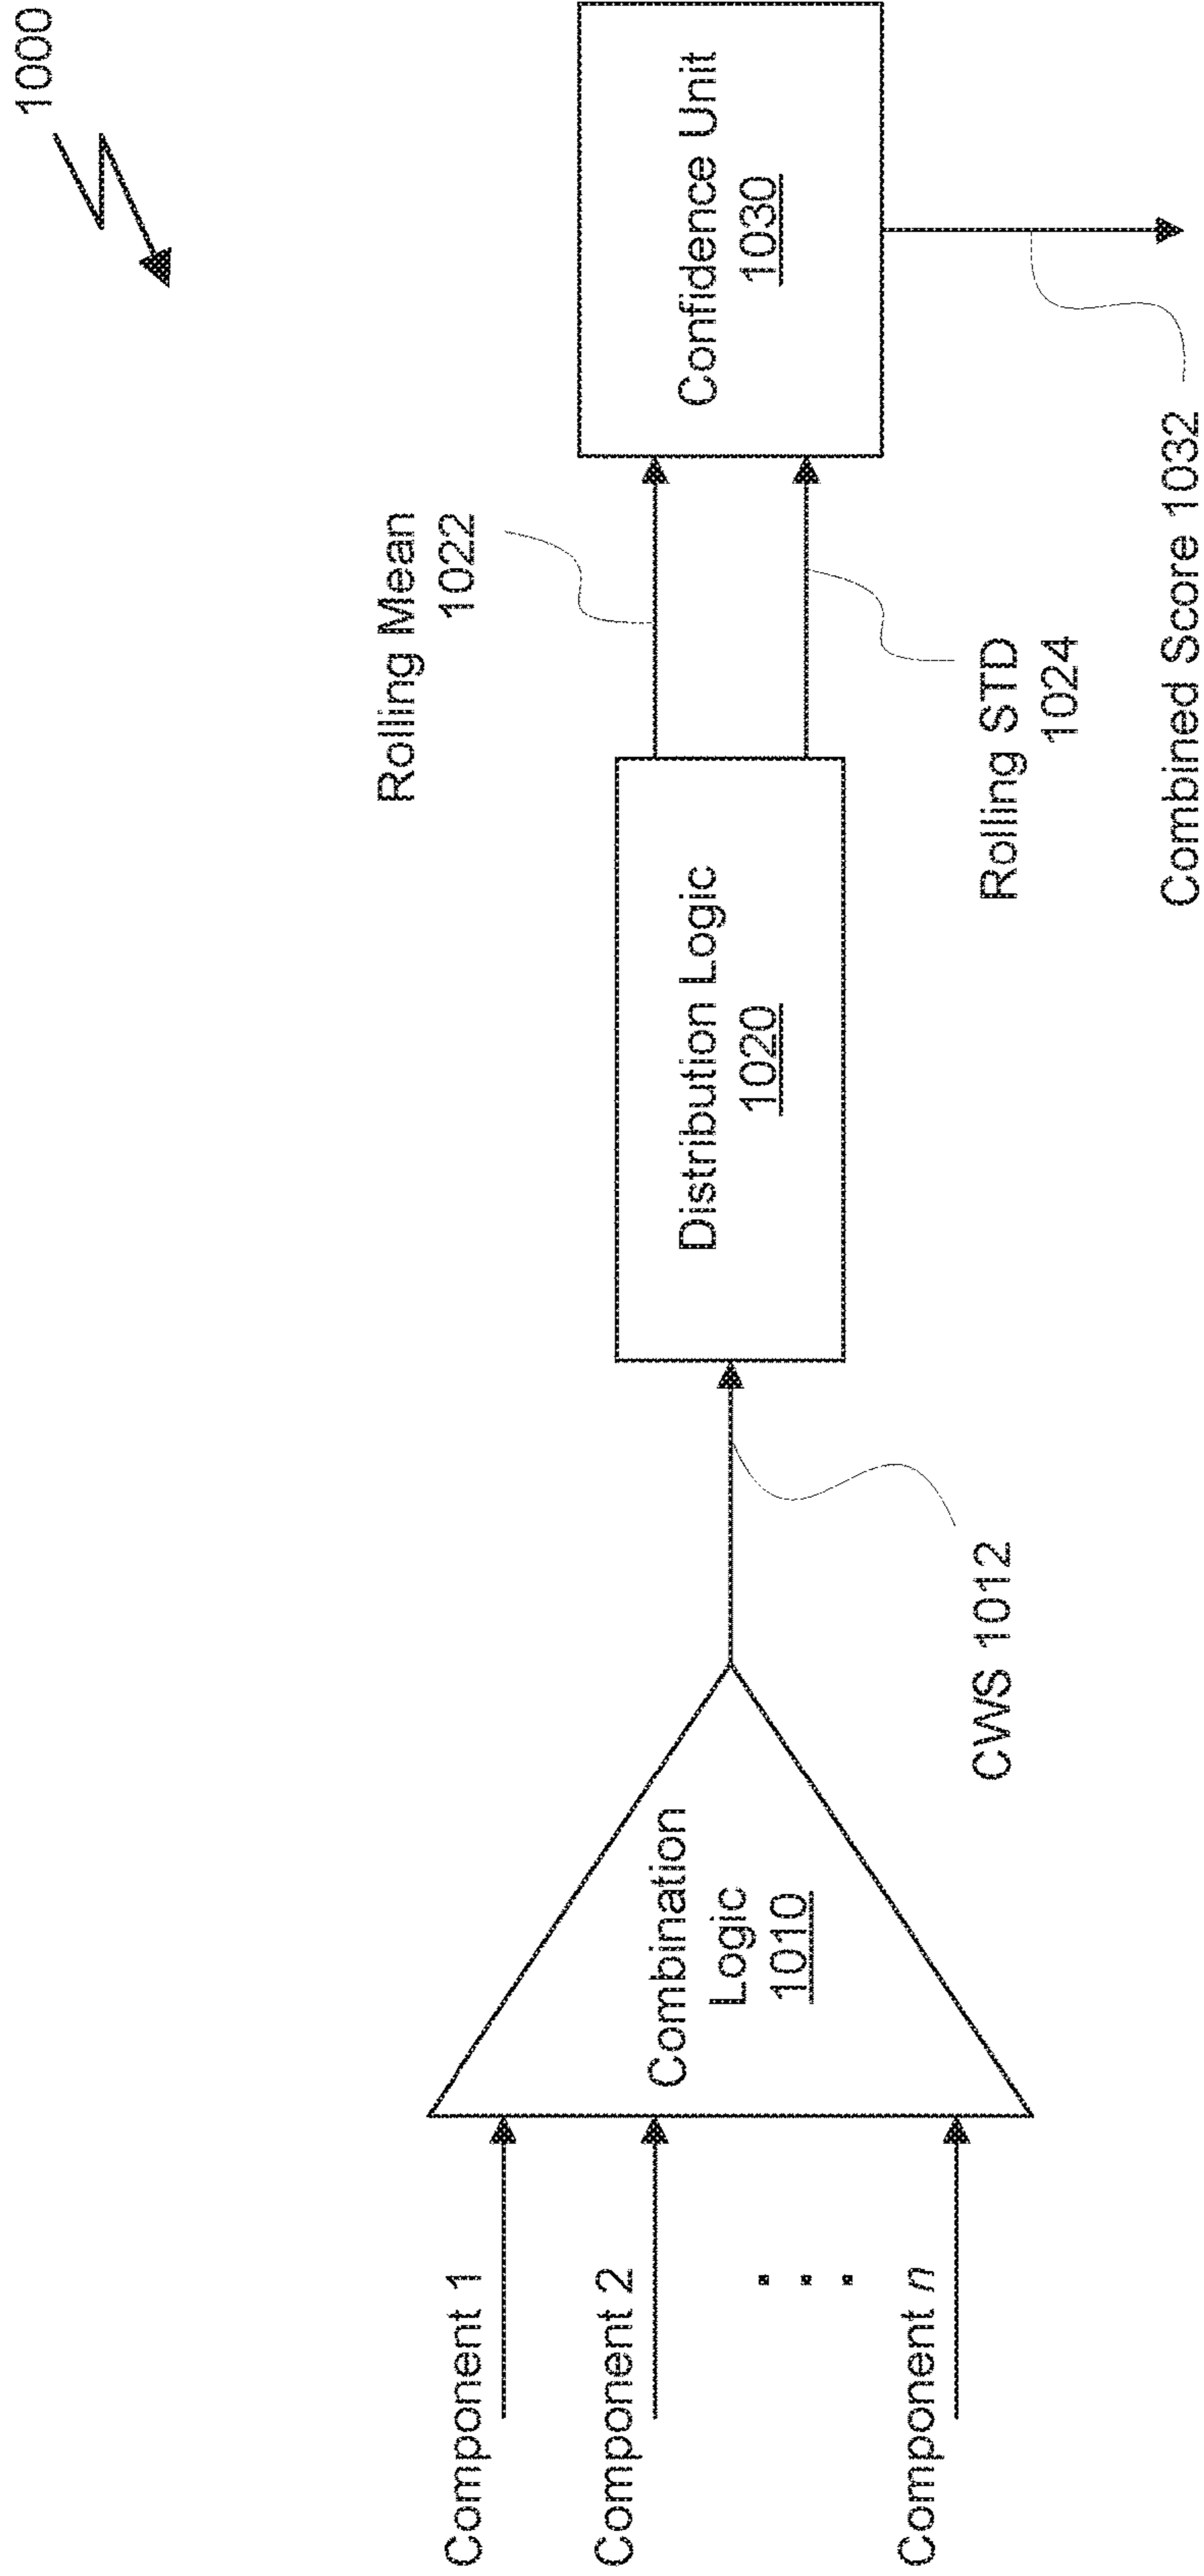 1000
Component 1
Component 2
Component n
Combination
Logic
1010
CWS 1012
Distribution Logic
1020
Rolling Mean
1022
Rolling STD
1024
Confidence Unit
1030
Combined Score 1032